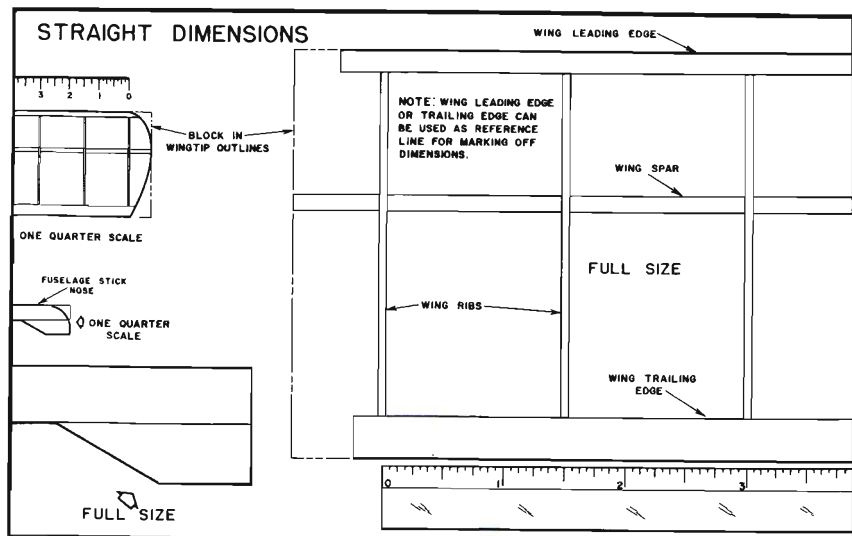 STRAIGHT DIMENSIONS
WING LEADING EDGE
3 2 1 0
NOTE: WING LEADING EDGE
OR TRAILING EDGE CAN
BE USED AS REFERENCE
LINE FOR MARKING OFF
DIMENSIONS.
BLOCK IN
WINGTIP OUTLINES
WING SPAR
ONE QUARTER SCALE
FULL SIZE
FUSELAGE STICK
NOSE
WING RIBS
ONE QUARTER
SCALE
WING TRAILING
EDGE
0 1 2 3
FULL SIZE